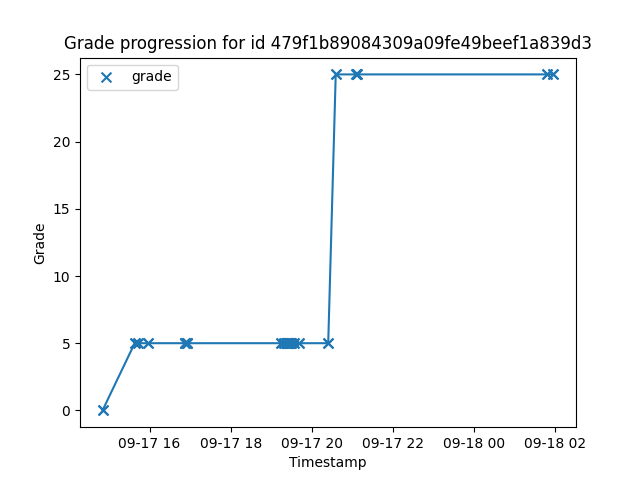 Grade progression for id 479f1b89084309a09fe49beef1a839d3
grade
25
20
15
10
5
0
Grade
09-17 16 09-17 18 09-17 20 09-17 22 09-18 00 09-18 02
Timestamp